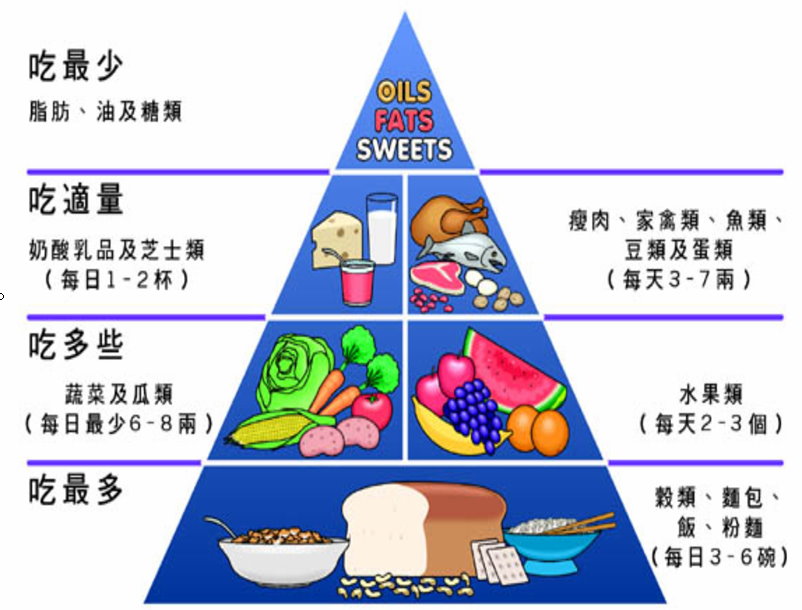 吃最少
脂肪、油及糖類
OILS
FATS
SWEETS
吃適量
奶酸乳品及芝士類
(每日1-2杯)
瘦肉、家禽類、魚類、
豆類及蛋類
(每天3-7兩)
吃多些
蔬菜及瓜類
(每日最少6-8兩)
水果類
(每天2-3個)
吃最多
穀類、麵包、
飯、粉麵
(每日3-6碗)